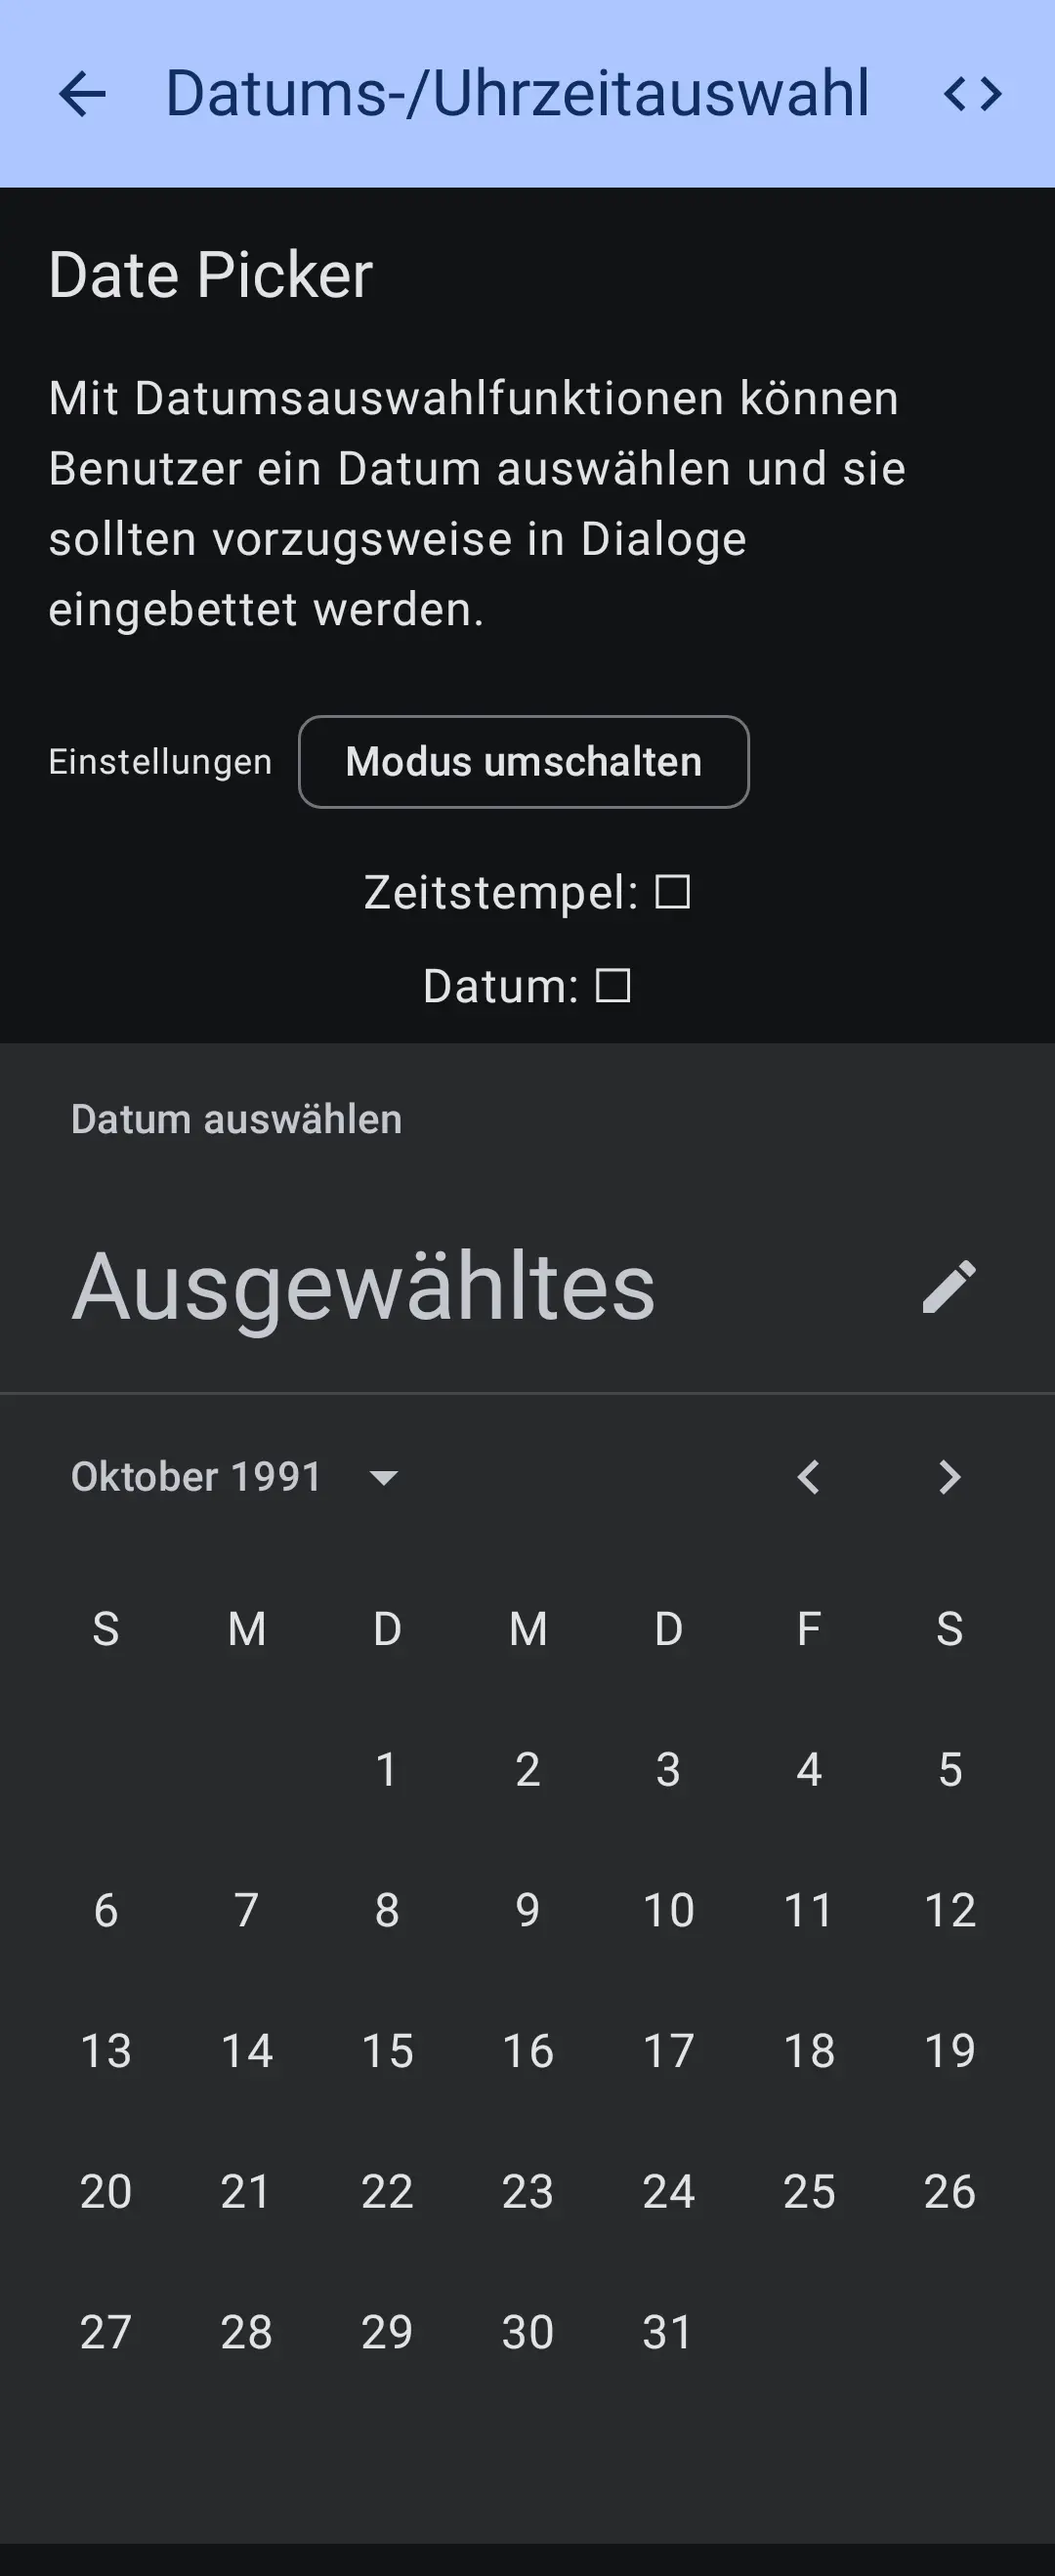 Datums-/Uhrzeitauswahl
Date Picker
Mit Datumsauswahlfunktionen können
Benutzer ein Datum auswählen und sie
sollten vorzugsweise in Dialoge
eingebettet werden.
Einstellungen Modus umschalten
Zeitstempel: □
Datum: □
Datum auswählen
Ausgewähltes
Oktober 1991
S M D M D F S
1 2 3 4 5
6 7 8 9 10 11 12
13 14 15 16 17 18 19
20 21 22 23 24 25 26
27 28 29 30 31